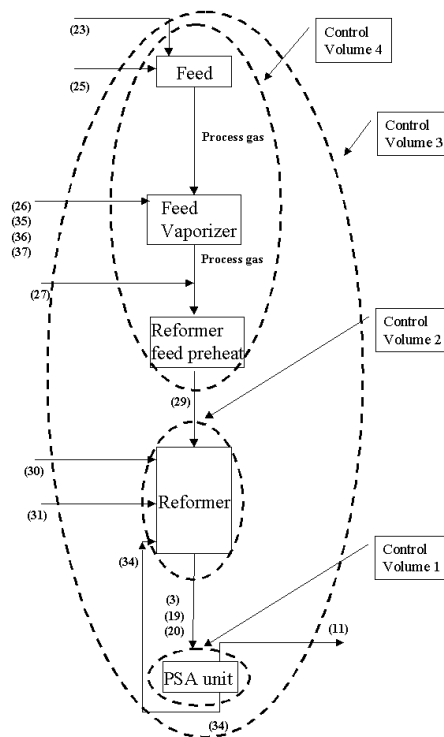 (23)
Control
Volume 4
Feed
(25)
Control
Volume 3
Process gas
(26)
(35)
(36)
(37)
Feed
Vaporizer
Process gas
(27)
Reformer
feed preheat
Control
Volume 2
(29)
(30)
Reformer
(31)
Control
Volume 1
(34)
(3)
(19)
(20)
(11)
PSA unit
(34)